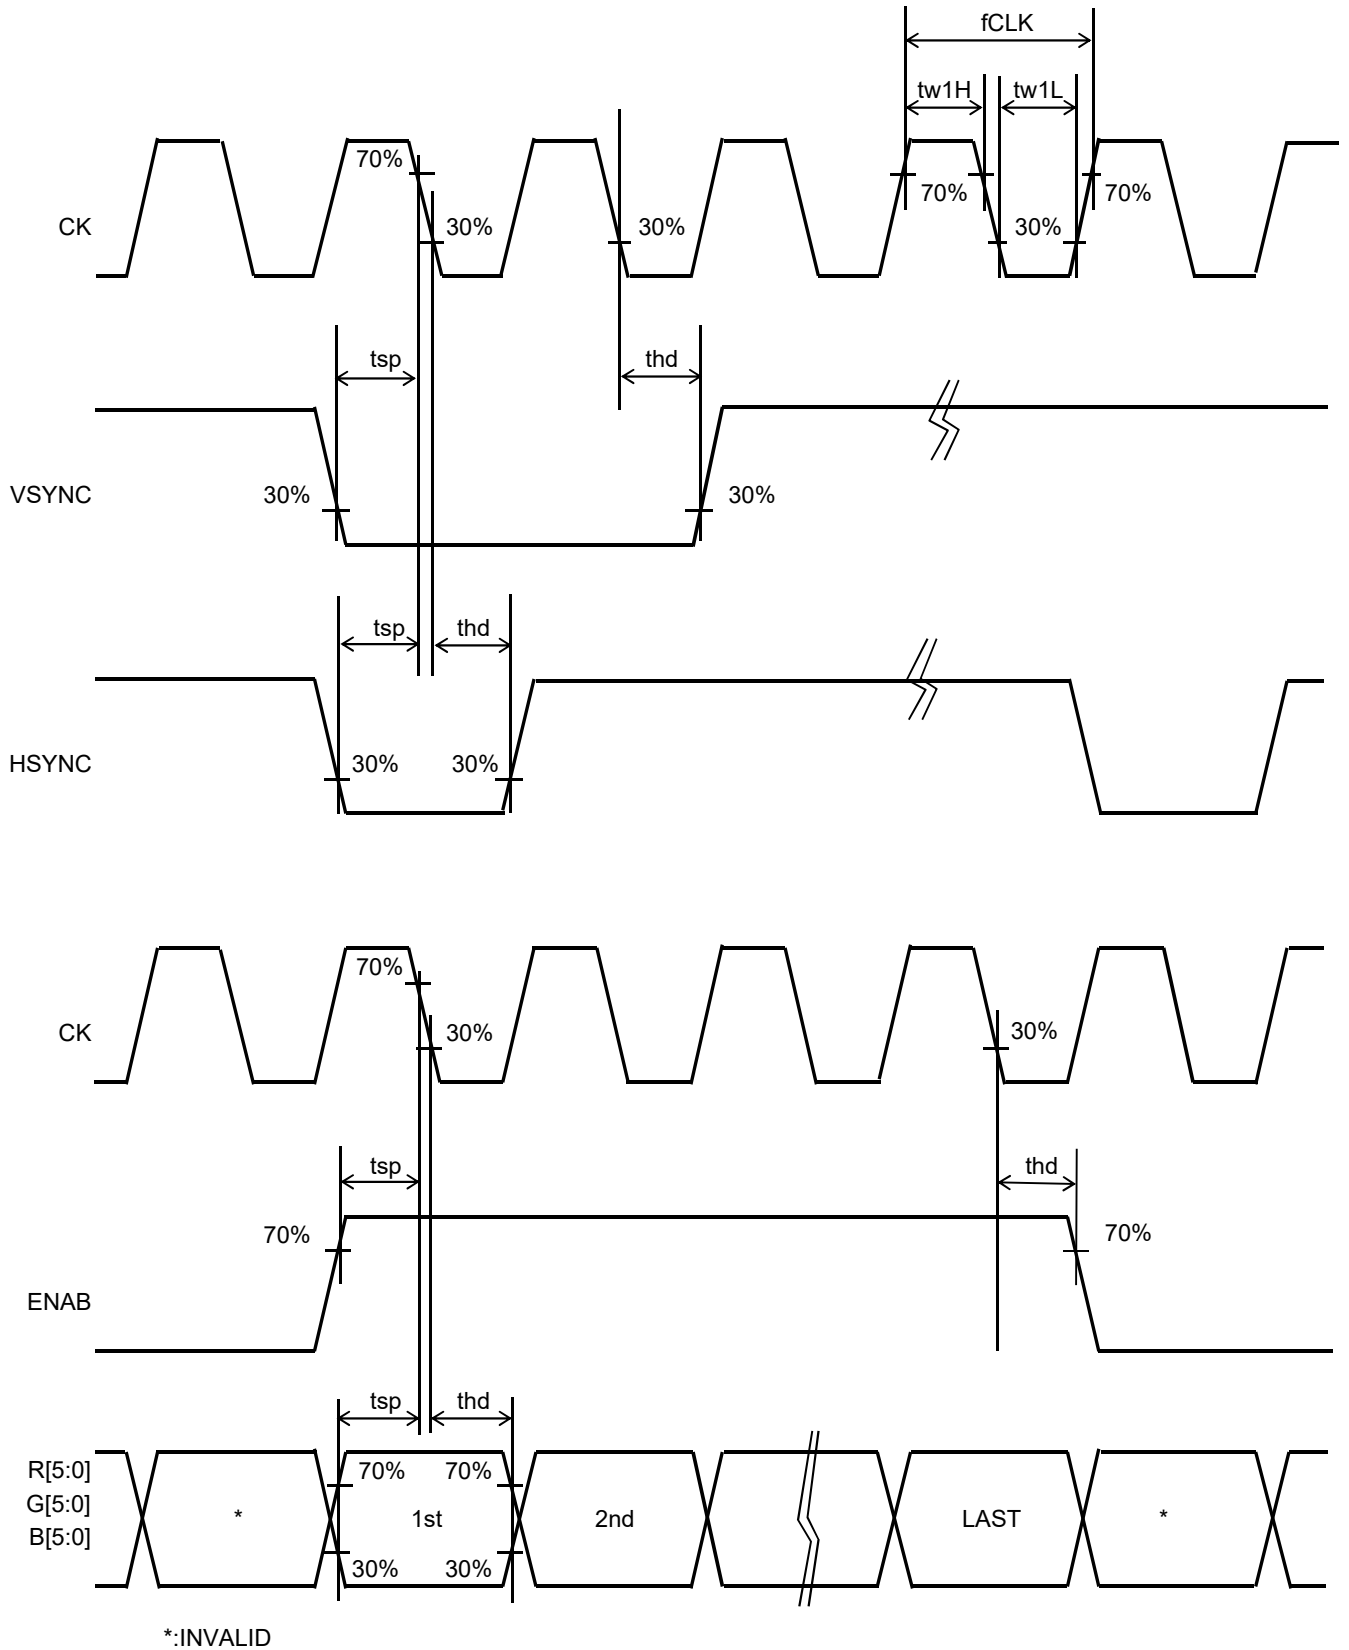 fCLK
tw1H tw1L
70%
70% 70%
CK 30% 30% 30%
tsp thd
VSYNC 30% 30%
tsp thd
HSYNC 30% 30%
70%
CK 30% 30%
tsp thd
70% 70%
ENAB
tsp thd
R[5:0] 70% 70%
G[5:0] * 1st 2nd LAST *
B[5:0]
30% 30%
*:INVALID